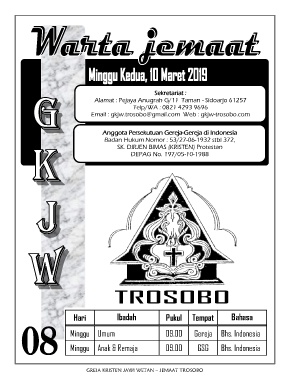 Warta jemaat
Minggu Kedua, 10 Maret 2019
Sekretariat :
Alamat : Pejaya Anugrah G/11 Taman - Sidoarjo 61257
Telp/WA : 0821 4293 9696
Email : gkjw.trosobo@gmail.com Web : gkjw-trosobo.com
Anggota Persekutuan Gereja-Gereja di Indonesia
Badan Hukum Nomor : 53/27-06-1932 stbl 372,
SK. DIRJEN BIMAS (KRISTEN) Protestan
DEPAG No. 197/05-10-1988
G
K
J
W
TROSOBO
08
Hari Ibadah Pukul Tempat Bahasa
Minggu Umum 09.00 Gereja Bhs. Indonesia
Minggu Anak & Remaja 09.00 GSG Bhs. Indonesia
GREJA KRISTEN JAWI WETAN – JEMAAT TROSOBO